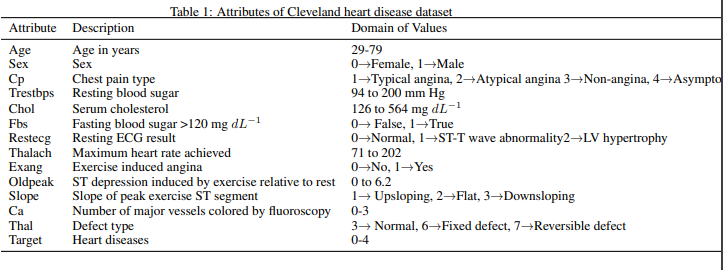 Table 1: Attributes of Cleveland heart disease dataset
Attribute Description Domain of Values
Age Age in years 29-79
Sex Sex 0→Female, 1→Male
Cp Chest pain type 1→Typical angina, 2→Atypical angina 3→Non-angina, 4→Asympto
Trestbps Resting blood sugar 94 to 200 mm Hg
Chol Serum cholesterol 126 to 564 mg dL−1
Fbs Fasting blood sugar >120 mg dL−1 0→ False, 1→True
Restecg Resting ECG result 0→Normal, 1→ST-T wave abnormality2→LV hypertrophy
Thalach Maximum heart rate achieved 71 to 202
Exang Exercise induced angina 0→No, 1→Yes
Oldpeak ST depression induced by exercise relative to rest 0 to 6.2
Slope Slope of peak exercise ST segment 1→ Upsloping, 2→Flat, 3→Downsloping
Ca Number of major vessels colored by fluoroscopy 0-3
Thal Defect type 3→ Normal, 6→Fixed defect, 7→Reversible defect
Target Heart diseases 0-4